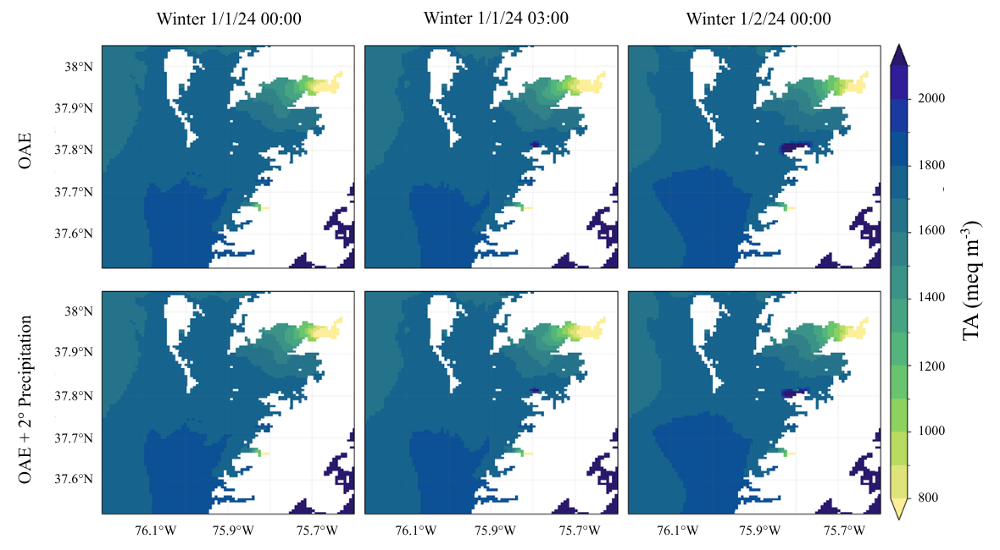 Winter 1/1/24 00:00
Winter 1/1/24 03:00
Winter 1/2/24 00:00
OAE
38°N
37.9°N
37.8°N
37.7°N
37.6°N
OAE + 2° Precipitation
38°N
37.9°N
37.8°N
37.7°N
37.6°N
76.1°W
75.9°W
75.7°W
76.1°W
75.9°W
75.7°W
76.1°W
75.9°W
75.7°W
2000
1800
1600
1400
1200
1000
800
TA (meq m⁻³)